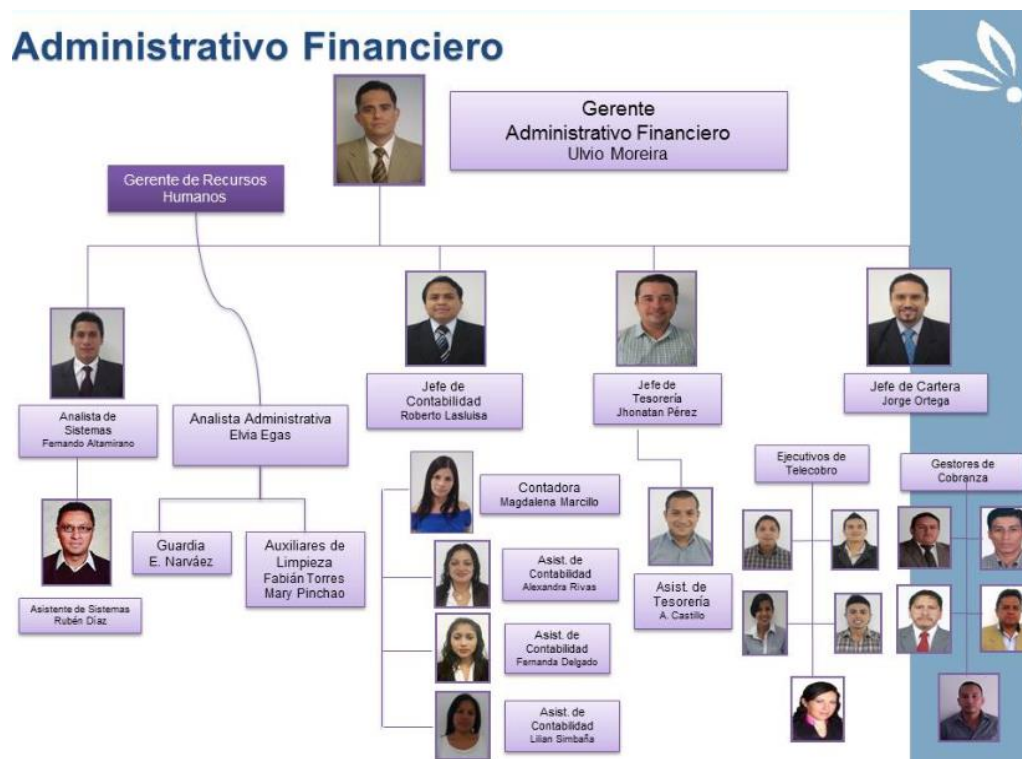 Administrativo Financiero
Gerente
Administrativo Financiero
Ulvio Moreira
Gerente de Recursos
Humanos
Analista de
Sistemas
Fernando Altamirano
Analista Administrativa
Elvia Egas
Jefe de
Contabilidad
Roberto Lasluisa
Jefe de
Tesorería
Jhonatan Pérez
Jefe de Cartera
Jorge Ortega
Ejecutivos de
Telecobro
Gestores de
Cobranza
Contadora
Magdalena Marcillo
Guardia
E. Narváez
Auxiliares de
Limpieza
Fabián Torres
Mary Pinchao
Asist. de
Contabilidad
Alexandra Rivas
Asist. de
Tesorería
A. Castillo
Asistente de Sistemas
Rubén Díaz
Asist. de
Contabilidad
Fernanda Delgado
Asist. de
Contabilidad
Lilian Simbaña